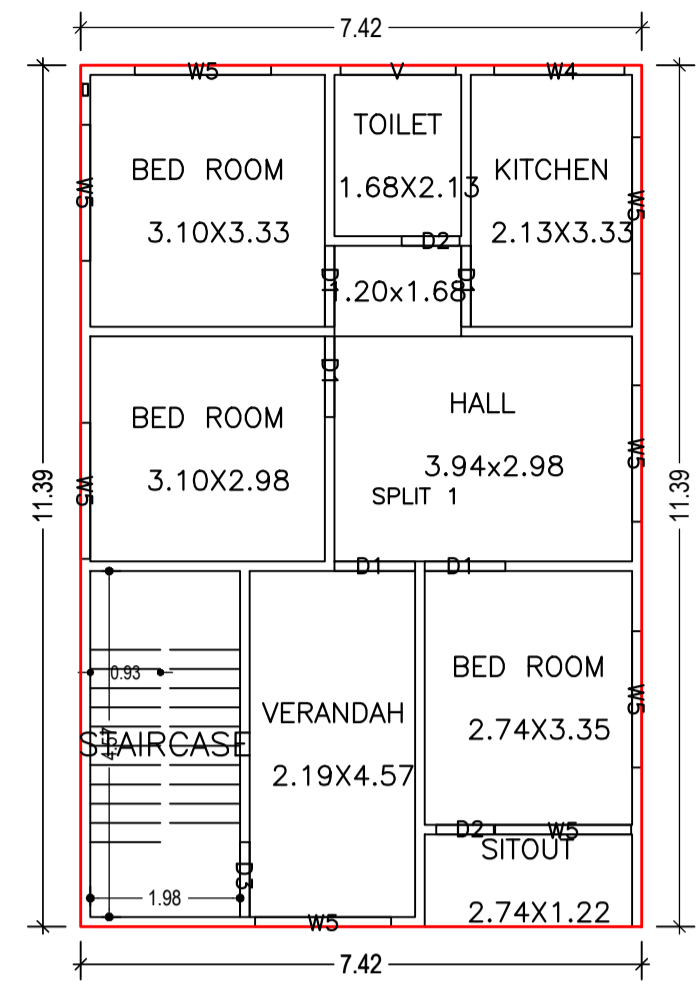 7.42
W5
V
W4
TOILET
1.68X2.13
BED ROOM
3.10X3.33
KITCHEN
2.13X3.33
W5
W5
D2
D1
1.20x1.68
D1
D1
BED ROOM
3.10X2.98
HALL
3.94x2.98
SPLIT 1
W5
W5
11.39
11.39
D1
D1
0.93
STAIRCASE
4.57
VERANDAH
2.19X4.57
BED ROOM
2.74X3.35
W5
D2
W5
SITOUT
2.74X1.22
D3
1.98
W5
7.42